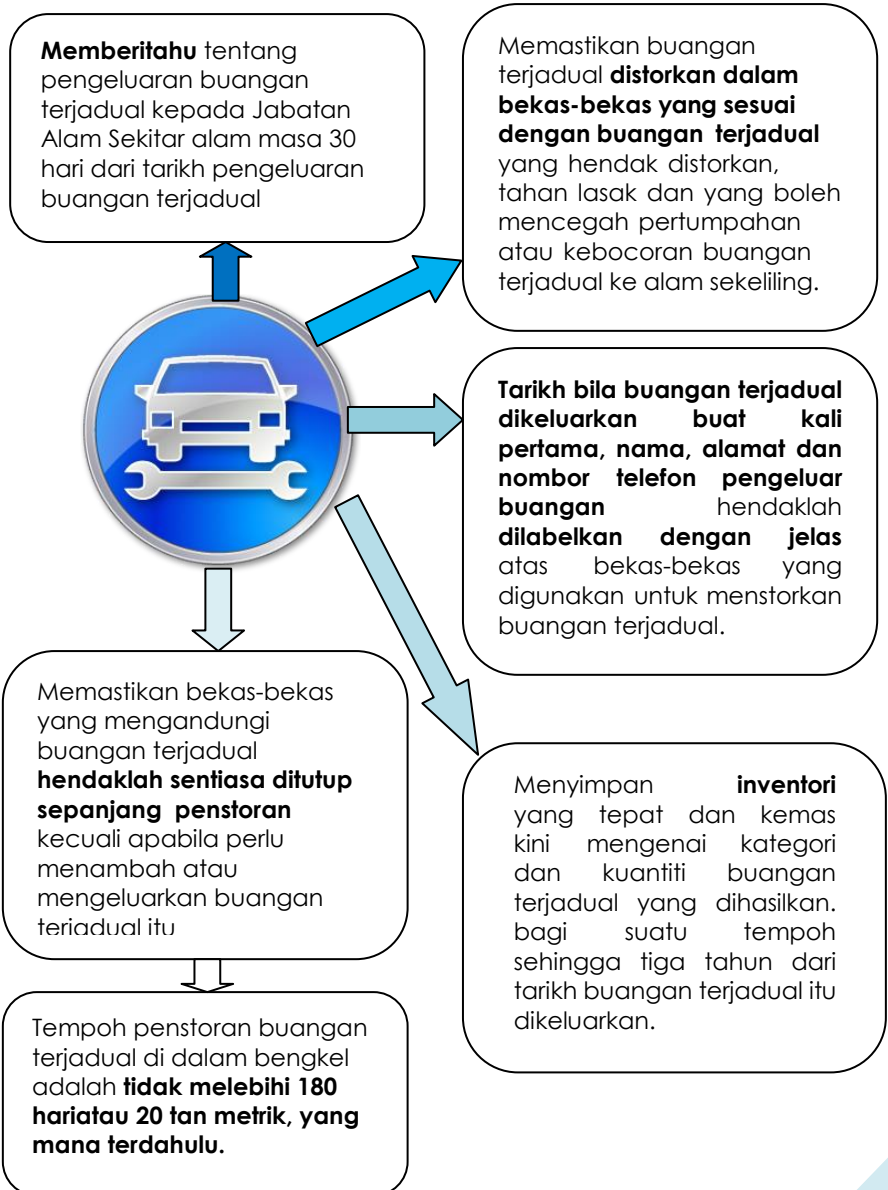 Memberitahu tentang
pengeluaran buangan
terjadual kepada Jabatan
Alam Sekitar alam masa 30
hari dari tarikh pengeluaran
buangan terjadual
Memastikan buangan
terjadual distorkan dalam
bekas-bekas yang sesuai
dengan buangan terjadual
yang hendak distorkan,
tahan lasak dan yang boleh
mencegah pertumpahan
atau kebocoran buangan
terjadual ke alam sekeliling.
Tarikh bila buangan terjadual
dikeluarkan buat kali
pertama, nama, alamat dan
nombor telefon pengeluar
buangan hendaklah
dilabelkan dengan jelas
atas bekas-bekas yang
digunakan untuk menstorkan
buangan terjadual.
Memastikan bekas-bekas
yang mengandungi
buangan terjadual
hendaklah sentiasa ditutup
sepanjang penstoran
kecuali apabila perlu
menambah atau
mengeluarkan buangan
terjadual itu
Menyimpan inventori
yang tepat dan kemas
kini mengenai kategori
dan kuantiti buangan
terjadual yang dihasilkan.
bagi suatu tempoh
sehingga tiga tahun dari
tarikh buangan terjadual itu
dikeluarkan.
Tempoh penstoran buangan
terjadual di dalam bengkel
adalah tidak melebihi 180
hariatau 20 tan metrik, yang
mana terdahulu.